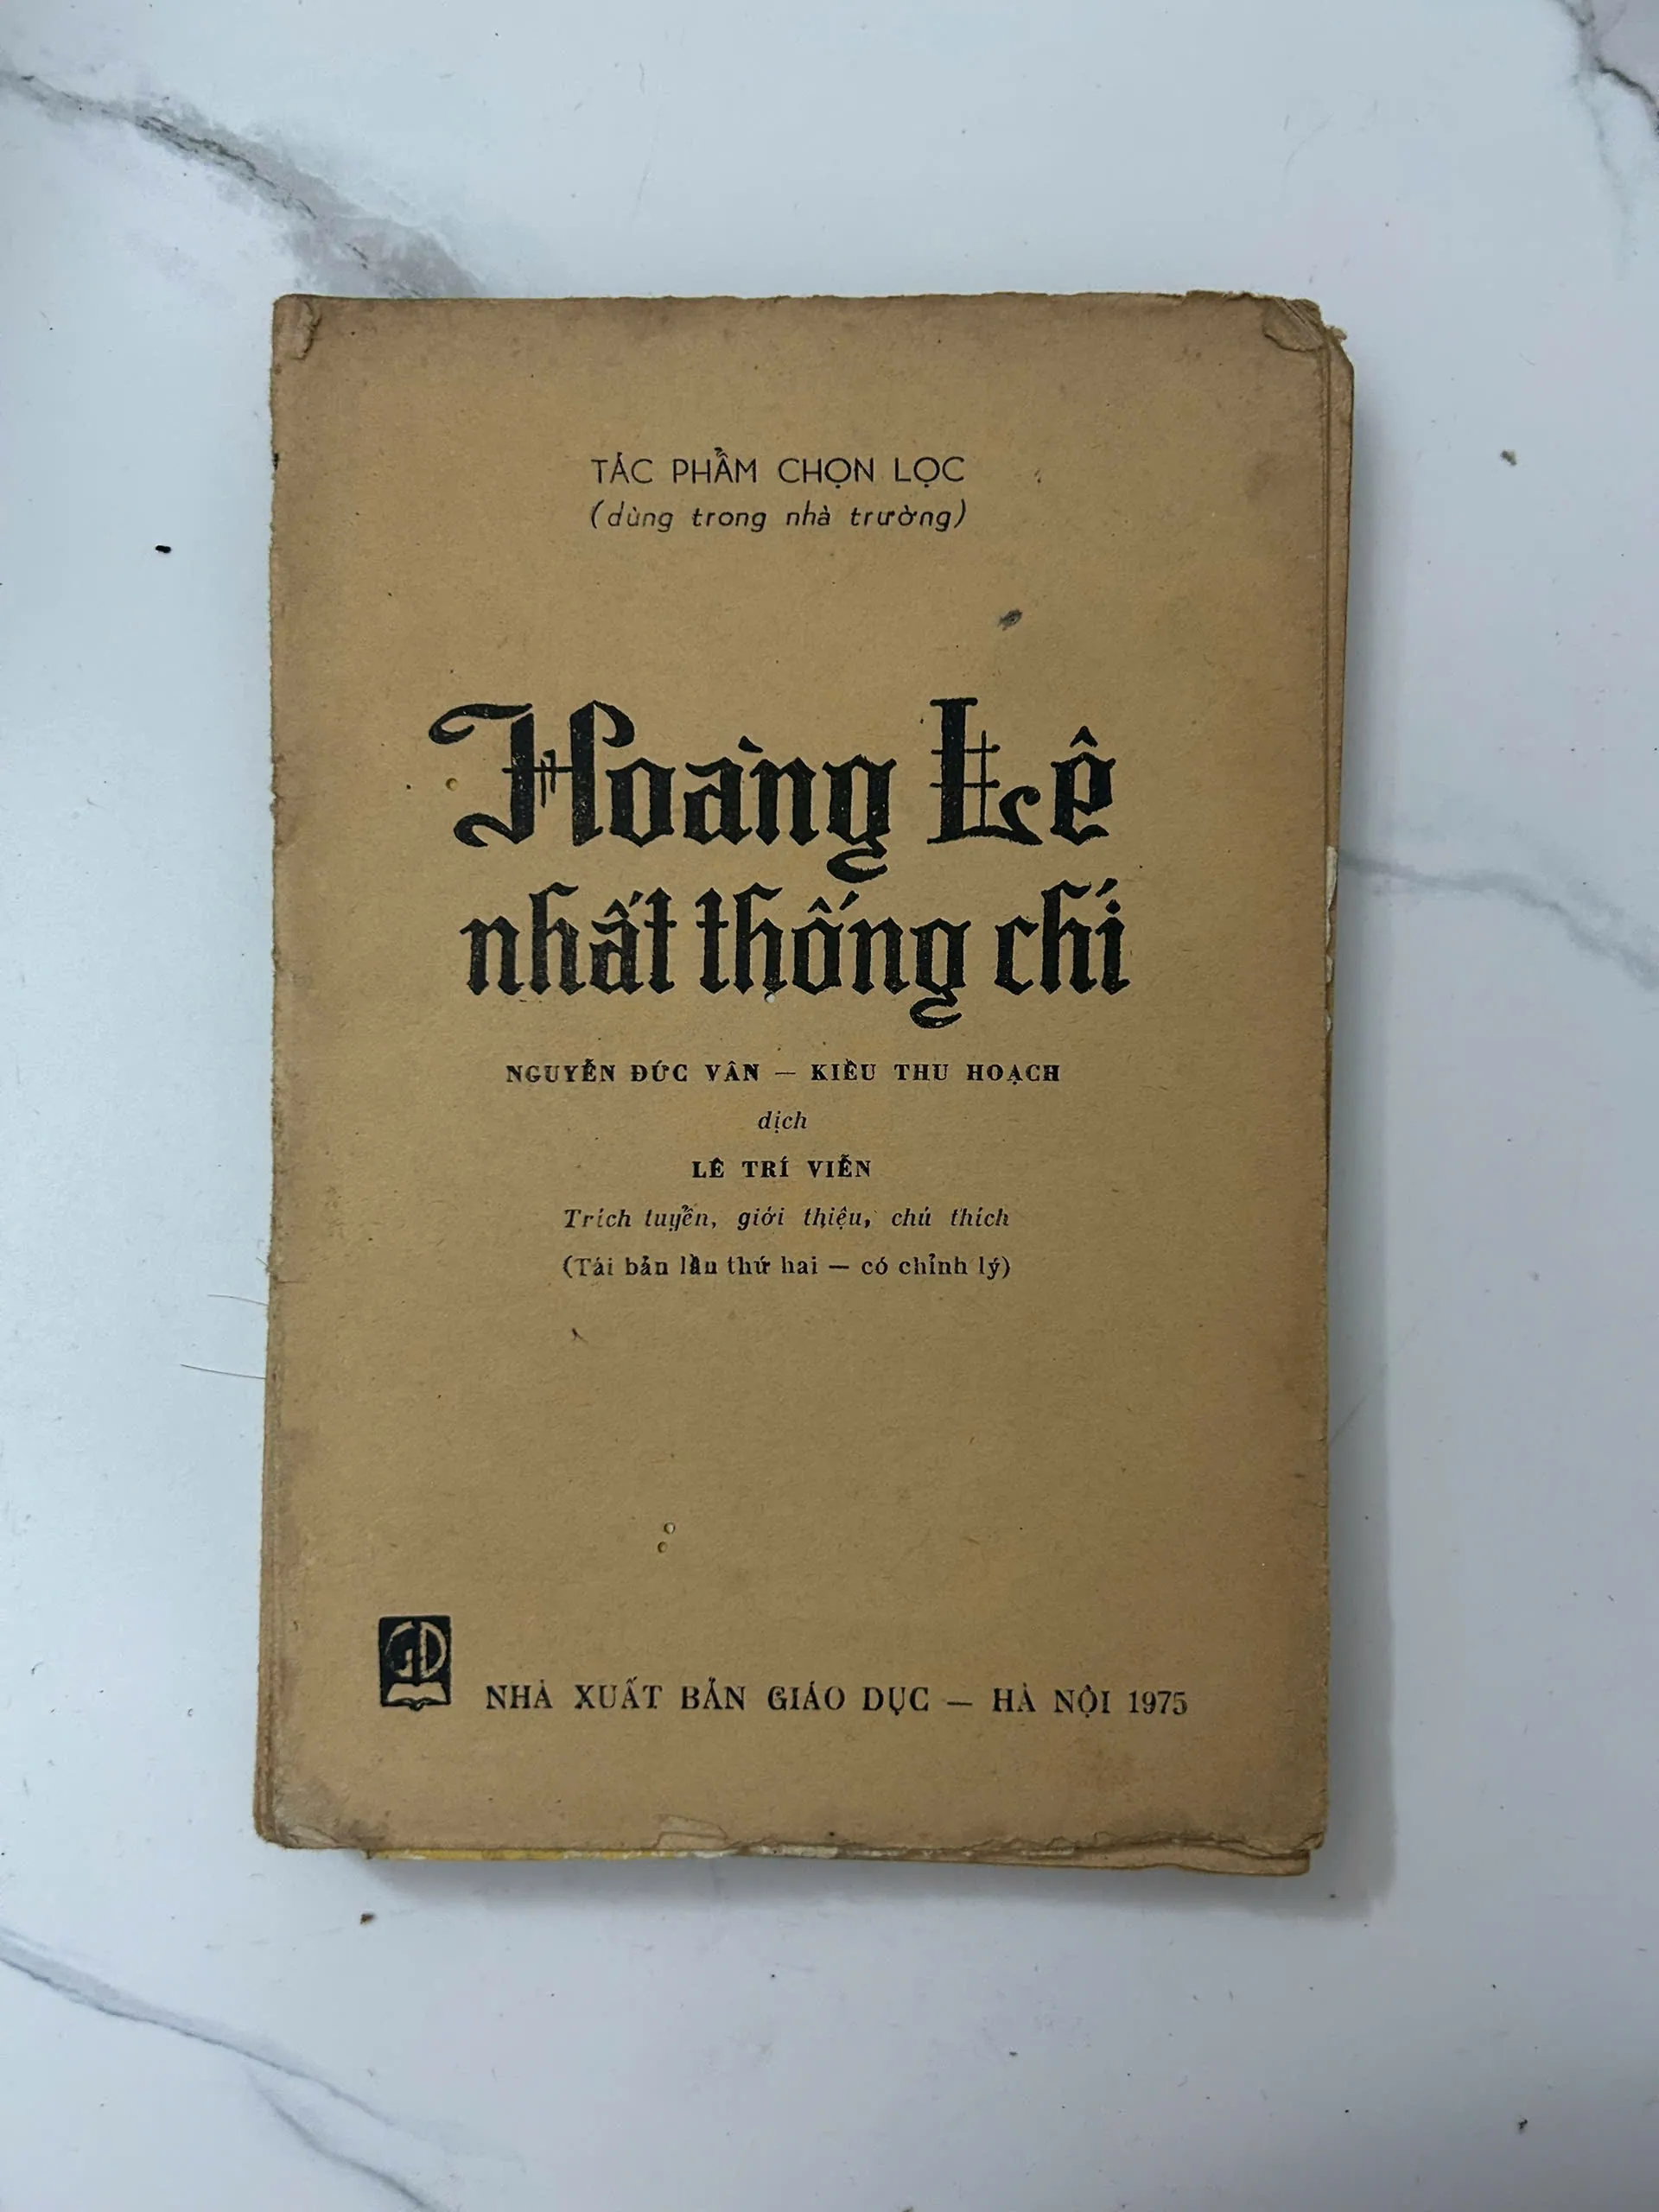 TÁC PHẨM CHỌN LỌC
(dùng trong nhà trường)
Hoàng Lê
nhất thống chí
NGUYỄN ĐỨC VÂN — KIỀU THU HOẠCH
dịch
LÊ TRÍ VIỄN
Trích tuyển, giới thiệu, chú thích
(Tái bản lần thứ hai — có chỉnh lý)
GD
NHÀ XUẤT BẢN GIÁO DỤC — HÀ NỘI 1975